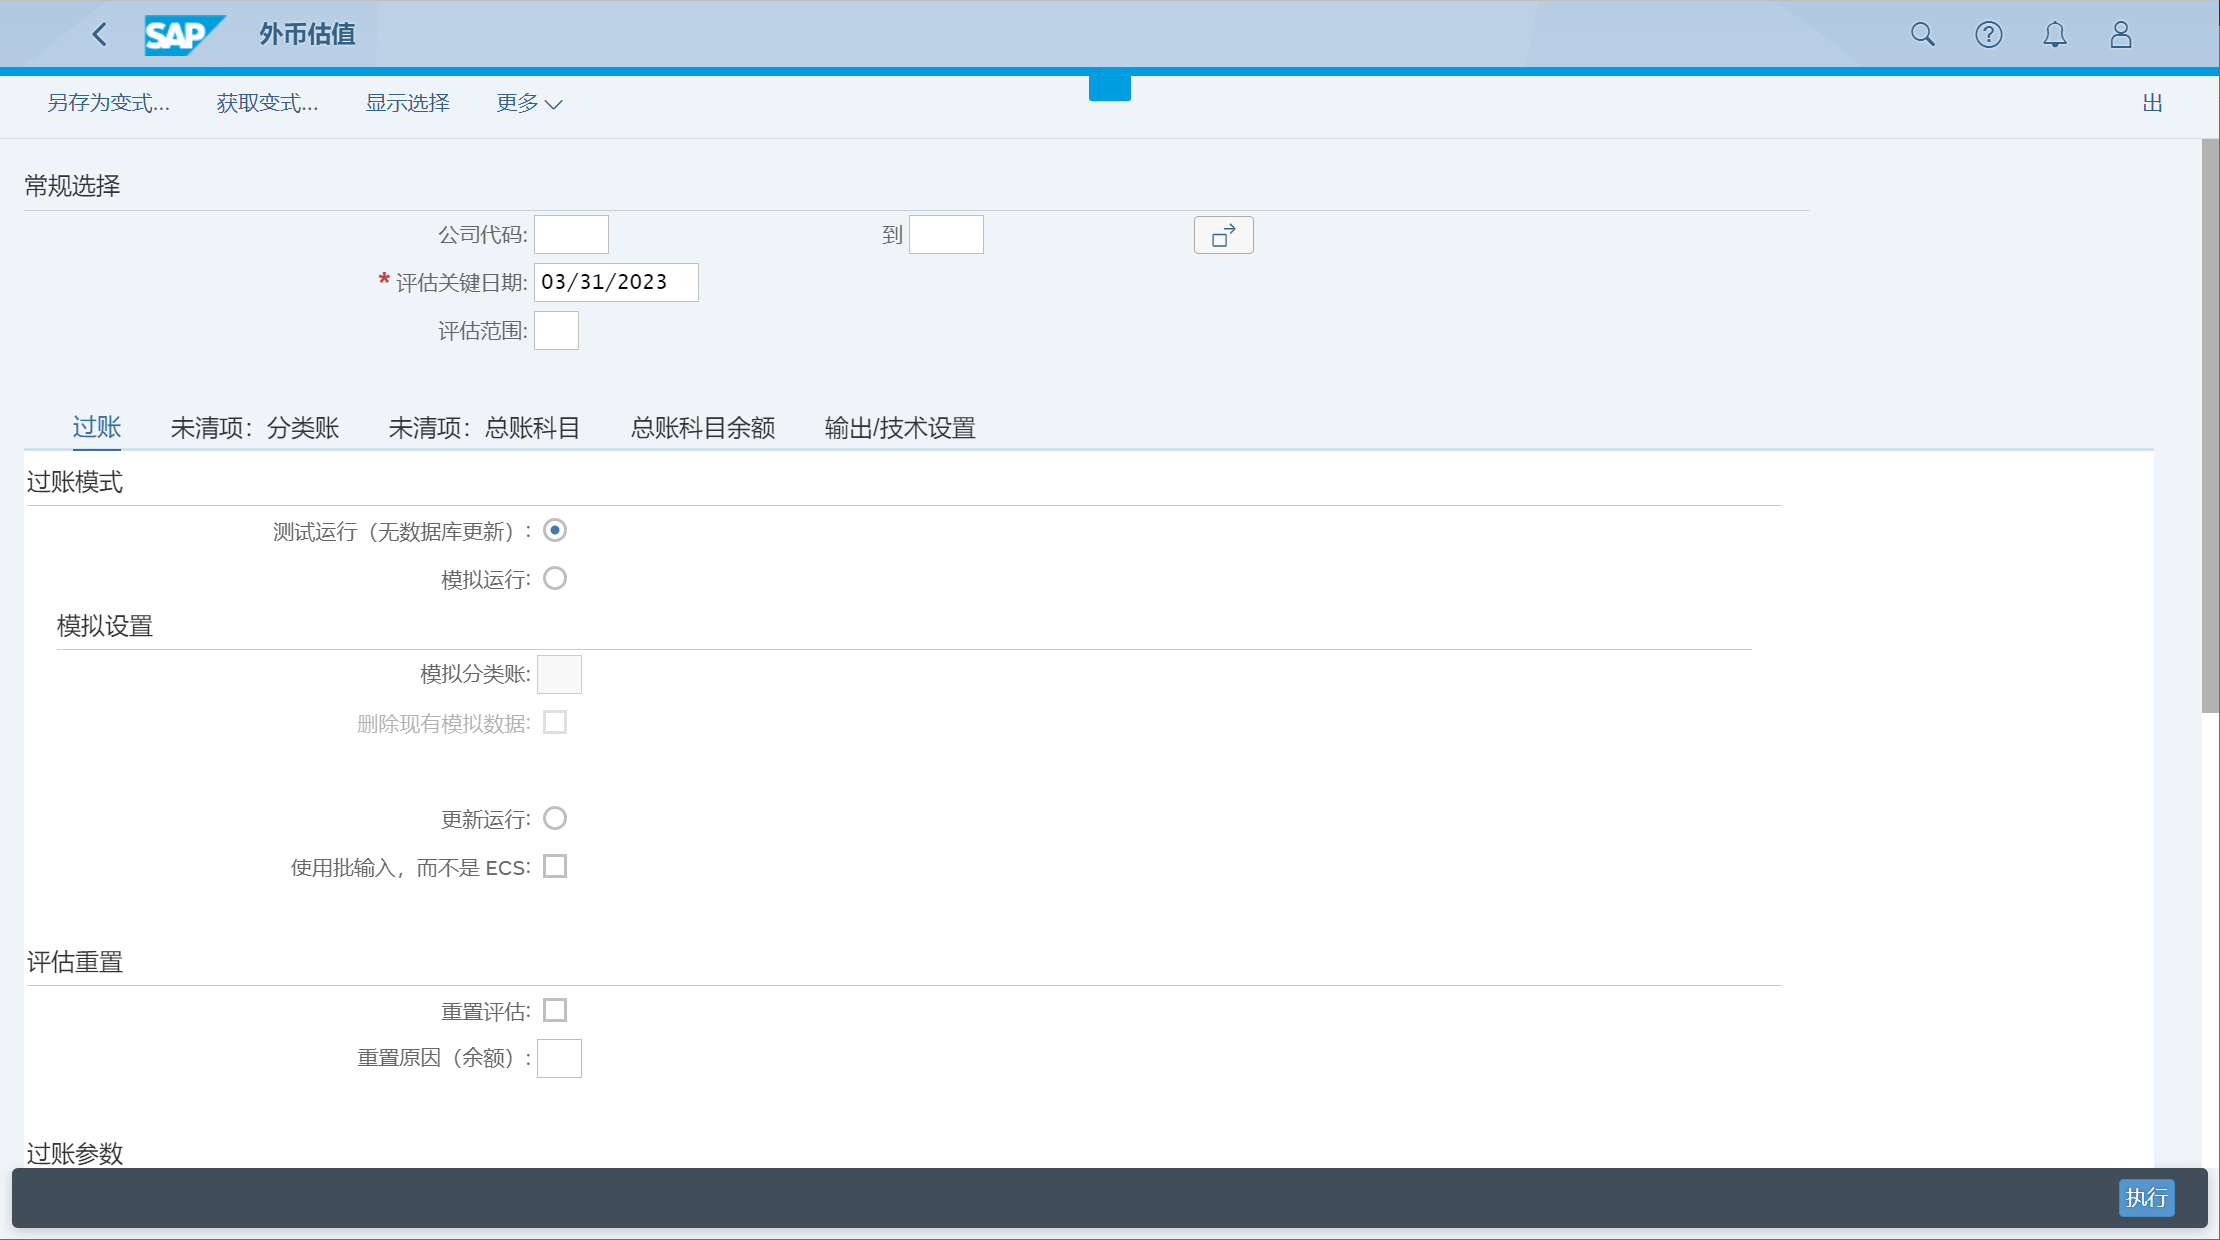 SAP 外币估值
另存为变式... 获取变式... 显示选择 更多 出
常规选择
公司代码: 到
* 评估关键日期: 03/31/2023
评估范围:
过账 未清项：分类账 未清项：总账科目 总账科目余额 输出/技术设置
过账模式
测试运行（无数据库更新）:
模拟运行:
模拟设置
模拟分类账:
删除现有模拟数据:
更新运行:
使用批输入，而不是 ECS:
评估重置
重置评估:
重置原因（余额）:
过账参数
执行